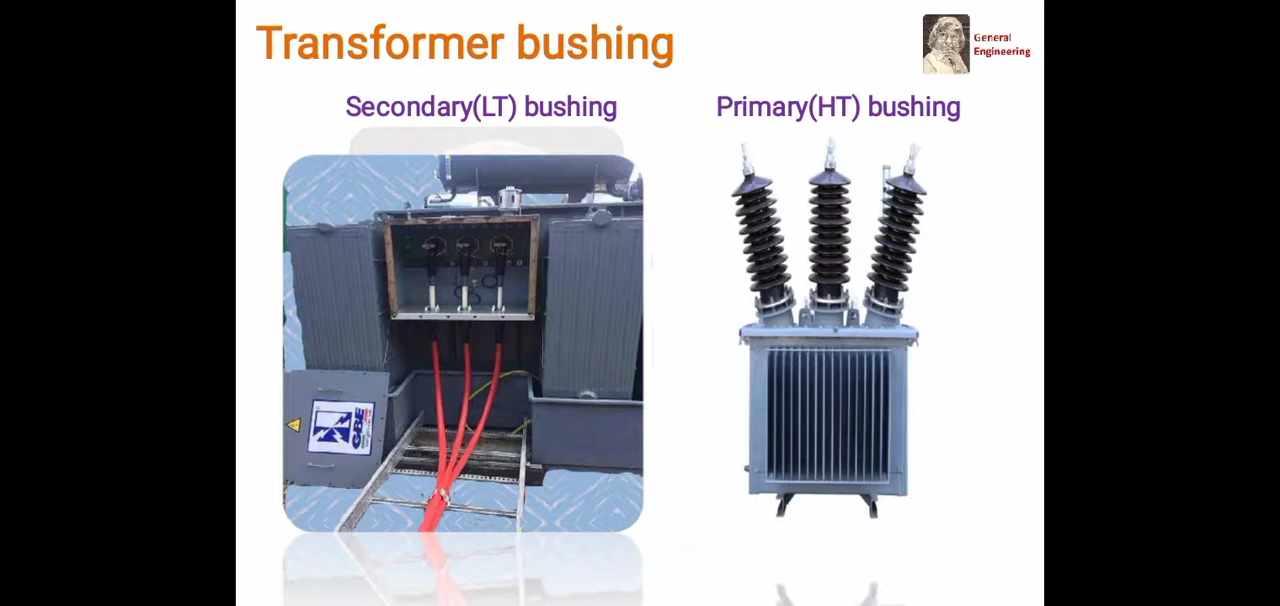 Transformer bushing
General
Engineering
Secondary(LT) bushing
Primary(HT) bushing
GBE